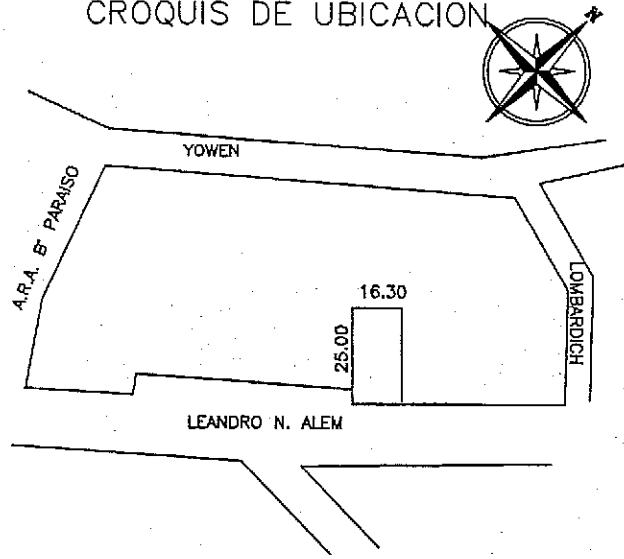 CROQUIS DE UBICACION
N
YOWEN
A.R.A. Bº PARAISO
16.30
25.00
LOMBARDICH
LEANDRO N. ALEM